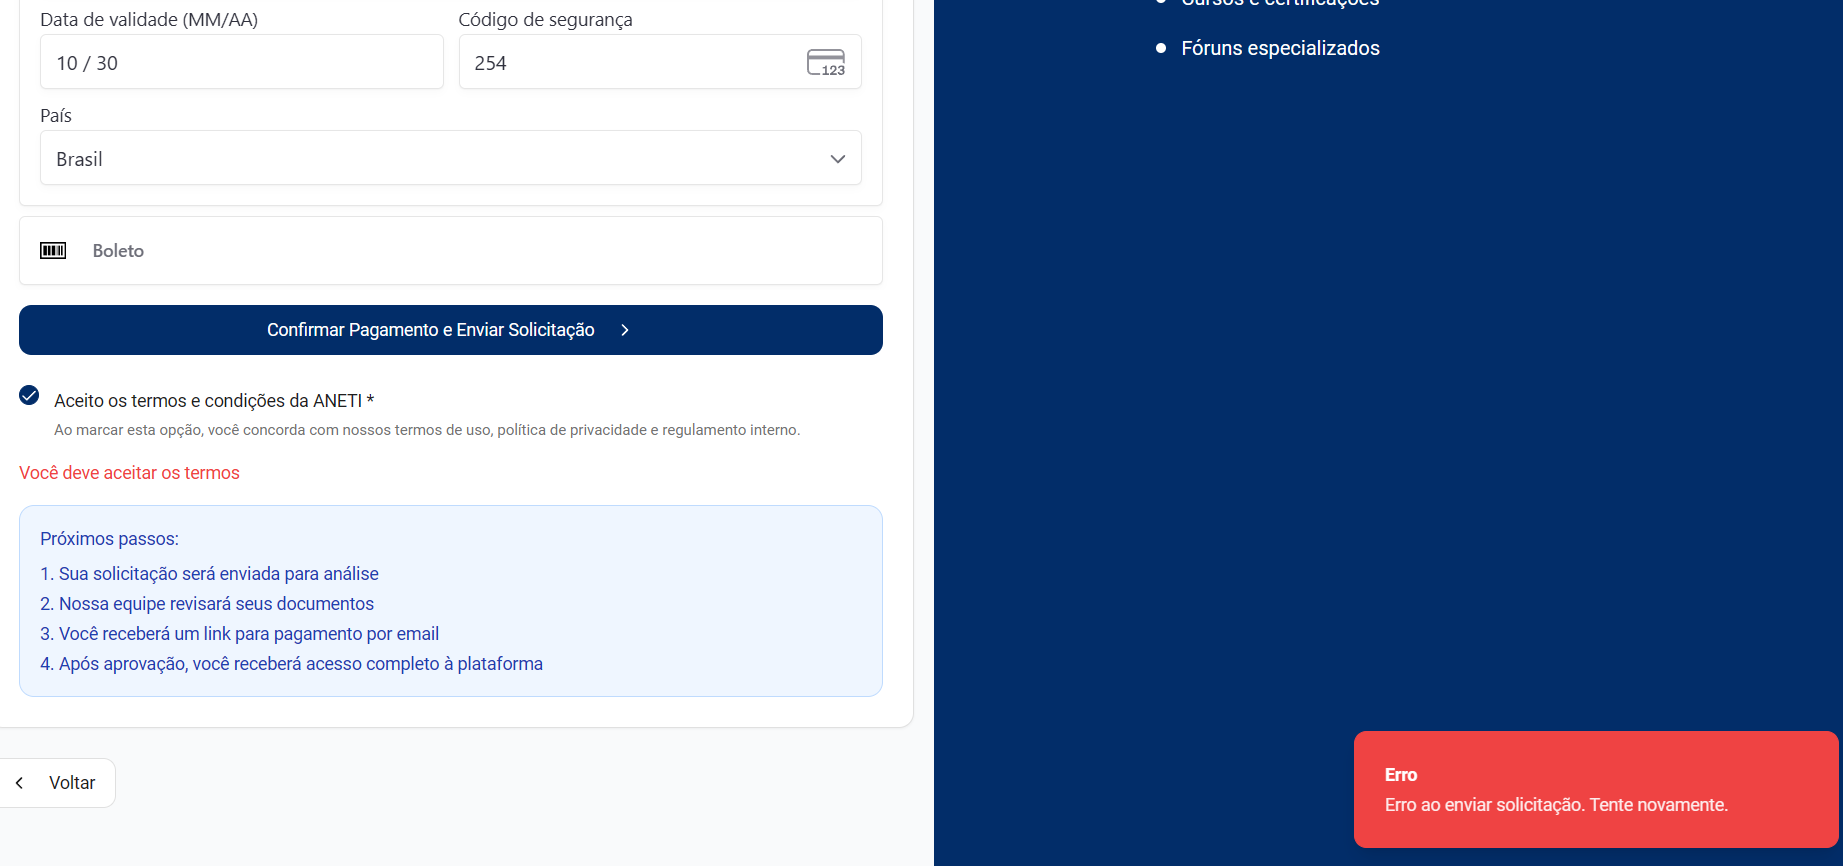 Data de validade (MM/AA)
Código de segurança
10 / 30
254
123
País
Brasil
Boleto
Confirmar Pagamento e Enviar Solicitação
Aceito os termos e condições da ANETI *
Ao marcar esta opção, você concorda com nossos termos de uso, política de privacidade e regulamento interno.
Você deve aceitar os termos
Próximos passos:
1. Sua solicitação será enviada para análise
2. Nossa equipe revisará seus documentos
3. Você receberá um link para pagamento por email
4. Após aprovação, você receberá acesso completo à plataforma
Voltar
Cursos e certificações
Fóruns especializados
Erro
Erro ao enviar solicitação. Tente novamente.